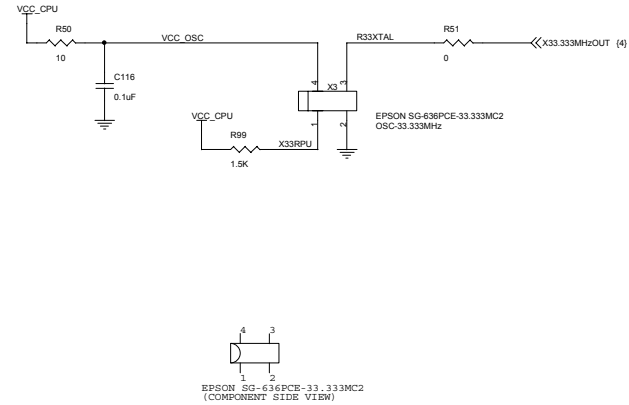 VCC_CPU
R50
10
VCC_OSC
C116
0.1uF
R33XTAL
R51
0
X33.333MHzOUT {4}
4
3
X3
1
2
EPSON SG-636PCE-33.333MC2
OSC-33.333MHz
VCC_CPU
R99
X33RPU
1.5K
4
3
1
2
EPSON SG-636PCE-33.333MC2
(COMPONENT SIDE VIEW)